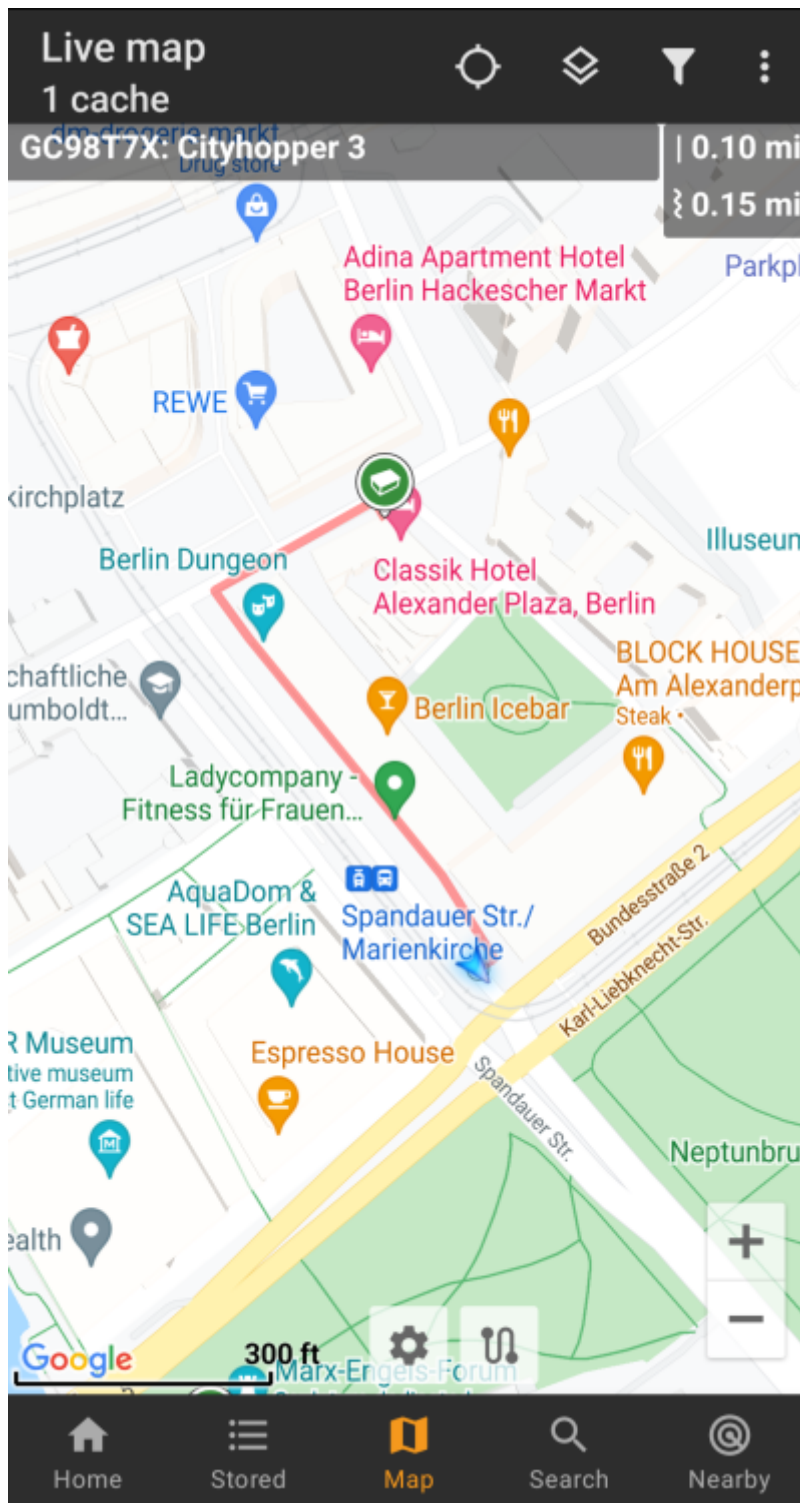 Live map
1 cache
dm-drogerie markt
Drug store
GC98T7X: Cityhopper 3
0.10 mi
0.15 mi
Adina Apartment Hotel
Berlin Hackescher Markt
Parkpl
REWE
kirchplatz
Illuseun
Berlin Dungeon
Classik Hotel
Alexander Plaza, Berlin
chaftliche
umboldt...
BLOCK HOUSE
Am Alexanderp
Steak •
Berlin Icebar
Ladycompany -
Fitness für Frauen...
Bundesstraße 2
AquaDom &
SEA LIFE Berlin
Spandauer Str./
Marienkirche
Karl-Liebknecht-Str.
R Museum
tive museum
t German life
Espresso House
Spandauer Str.
Neptunbru
ealth
+
−
Google
300 ft
Marx-Engels-Forum
Home
Stored
Map
Search
Nearby